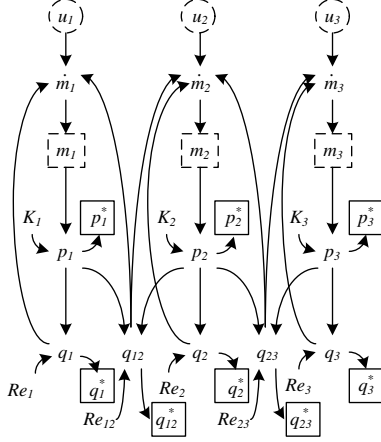 u₁ u₂ u₃
ṁ₁ ṁ₂ ṁ₃
m₁ m₂ m₃
K₁ p₁* K₂ p₂* K₃ p₃*
p₁ p₂ p₃
q₁ q₁₂ q₂ q₂₃ q₃
Re₁ q₁* Re₂ q₂* Re₃ q₃*
Re₁₂ q₁₂* Re₂₃ q₂₃*